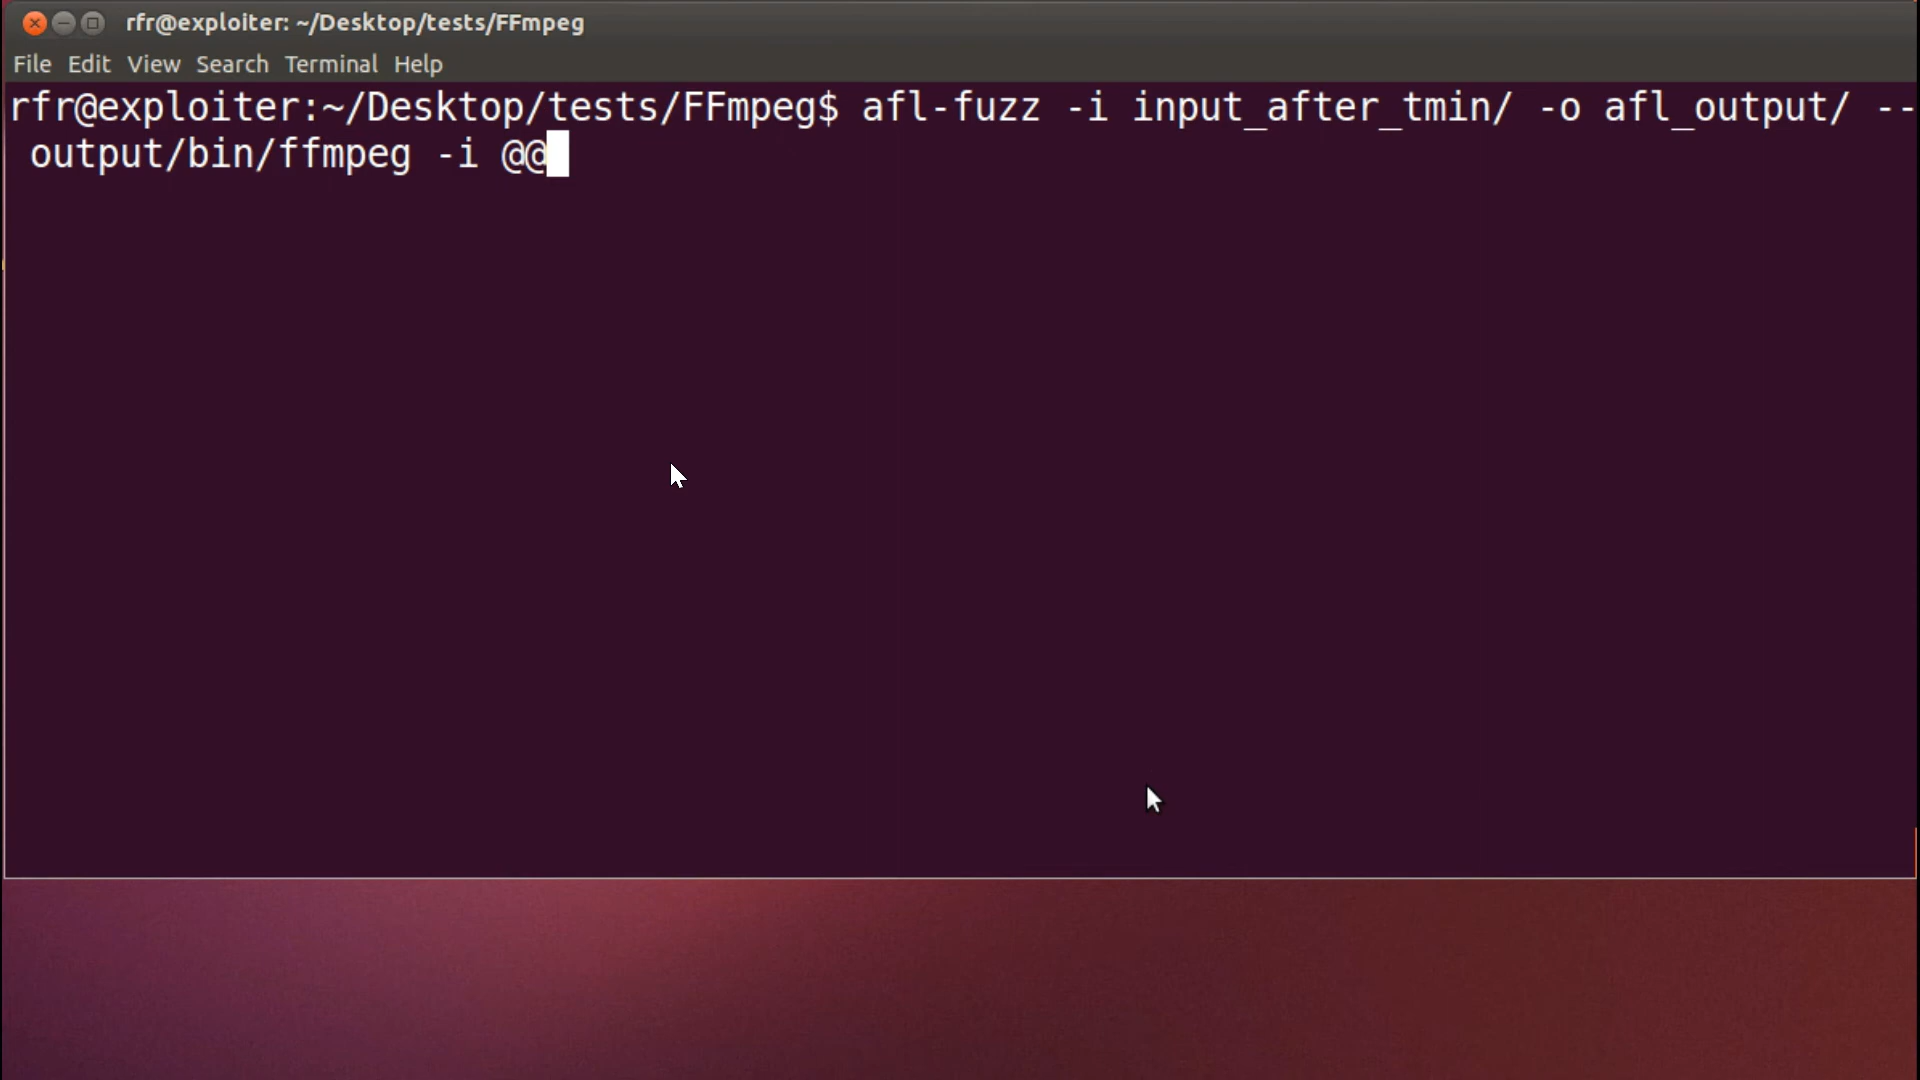 rfr@exploiter: ~/Desktop/tests/FFmpeg
File Edit View Search Terminal Help
rfr@exploiter:~/Desktop/tests/FFmpeg$ afl-fuzz -i input_after_tmin/ -o afl_output/ --
output/bin/ffmpeg -i @@